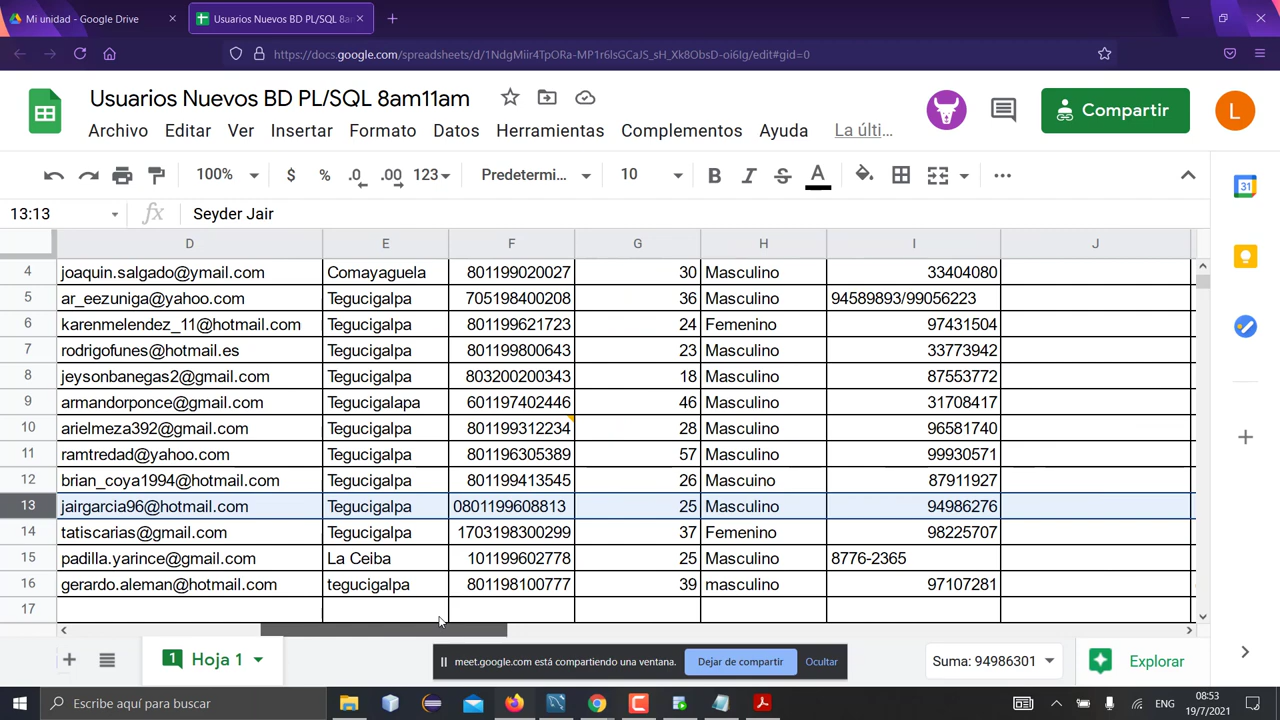 Mi unidad - Google Drive
Usuarios Nuevos BD PL/SQL 8am
https://docs.google.com/spreadsheets/d/1NdgMiir4TpORa-MP1r6lsGCaJS_sH_Xk8ObsD-oi6Ig/edit#gid=0
Usuarios Nuevos BD PL/SQL 8am11am
Archivo Editar Ver Insertar Formato Datos Herramientas Complementos Ayuda La últi...
Compartir
L
100% $ % .0 .00 123 Predetermi... 10 B I S A
31
13:13 fx Seyder Jair
D E F G H I J
4 joaquin.salgado@ymail.com Comayaguela 801199020027 30 Masculino 33404080
5 ar_eezuniga@yahoo.com Tegucigalpa 705198400208 36 Masculino 94589893/99056223
6 karenmelendez_11@hotmail.com Tegucigalpa 801199621723 24 Femenino 97431504
7 rodrigofunes@hotmail.es Tegucigalpa 801199800643 23 Masculino 33773942
8 jeysonbanegas2@gmail.com Tegucigalpa 803200200343 18 Masculino 87553772
9 armandorponce@gmail.com Tegucigalapa 601197402446 46 Masculino 31708417
10 arielmeza392@gmail.com Tegucigalpa 801199312234 28 Masculino 96581740
11 ramtredad@yahoo.com Tegucigalpa 801196305389 57 Masculino 99930571
12 brian_coya1994@hotmail.com Tegucigalpa 801199413545 26 Masuino 87911927
13 jairgarcia96@hotmail.com Tegucigalpa 0801199608813 25 Masculino 94986276
14 tatiscarias@gmail.com Tegucigalpa 1703198300299 37 Femenino 98225707
15 padilla.yarince@gmail.com La Ceiba 101199602778 25 Masculino 8776-2365
16 gerardo.aleman@hotmail.com tegucigalpa 801198100777 39 masculino 97107281
17
1 Hoja 1
meet.google.com está compartiendo una ventana. Dejar de compartir Ocultar
Suma: 94986301
Explorar
Escribe aquí para buscar
ENG
08:53
19/7/2021